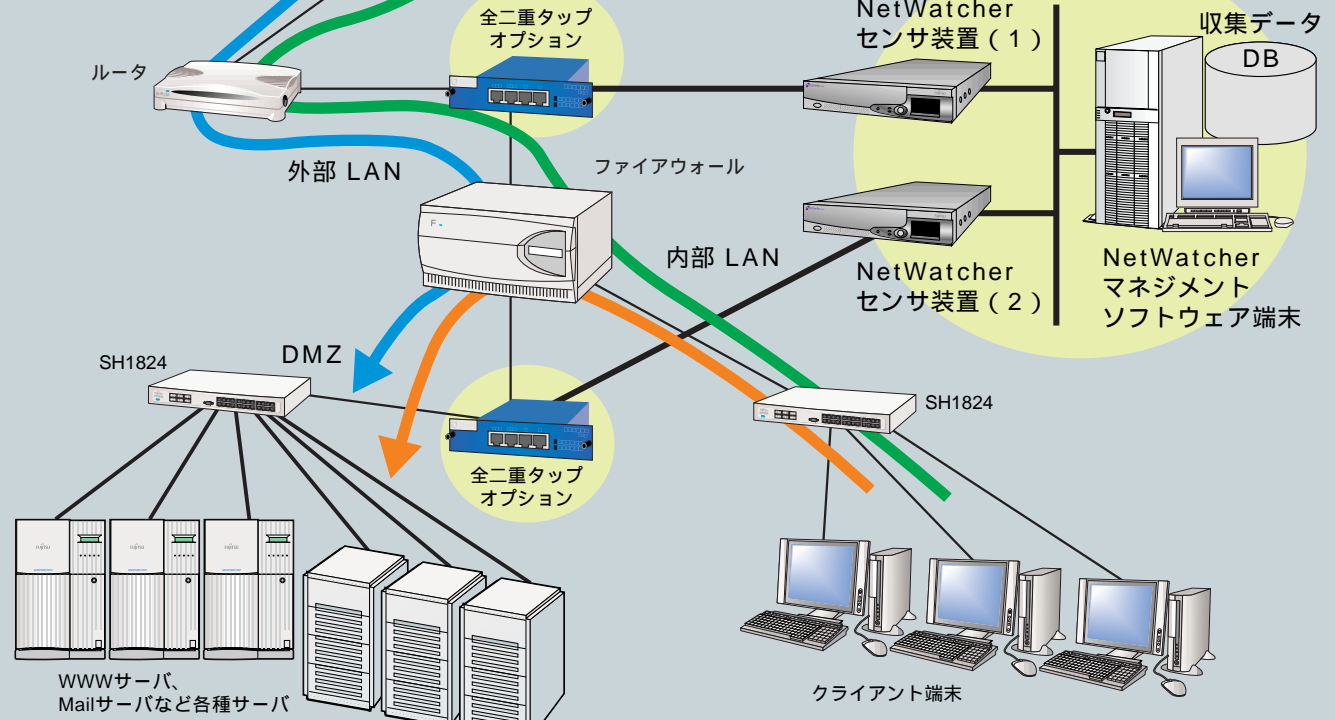 全二重タップ
オプション
NetWatcher
センサ装置（1）
収集データ
DB
ルータ
外部 LAN
ファイアウォール
内部 LAN
NetWatcher
センサ装置（2）
NetWatcher
マネジメント
ソフトウェア端末
SH1824
DMZ
SH1824
全二重タップ
オプション
FUJITSU
FUJITSU
FUJITSU
WWWサーバ、
Mailサーバなど各種サーバ
クライアント端末